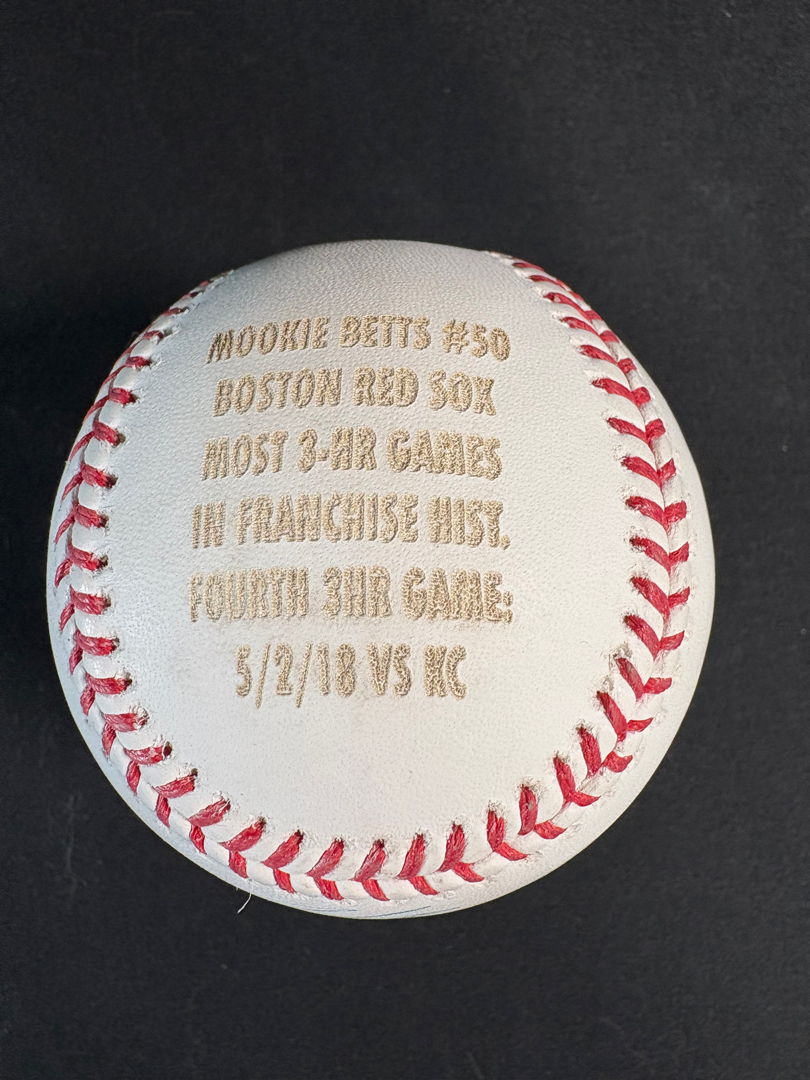 MOOKIE BETTS #50
BOSTON RED SOX
MOST 3-HR GAMES
IN FRANCHISE HIST.
FOURTH 3HR GAME:
5/2/18 VS KC